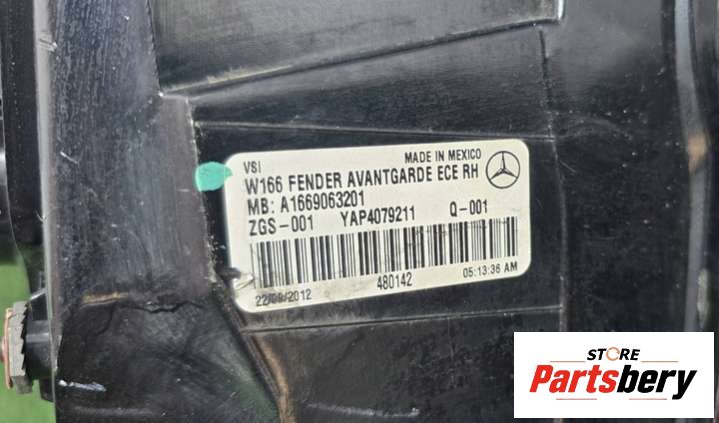 VSI MADE IN MEXICO
W166 FENDER AVANTGARDE ECE RH
MB: A1669063201
ZGS-001 YAP4079211 Q-001
480142
05:13:36 AM
STORE
Partsbery